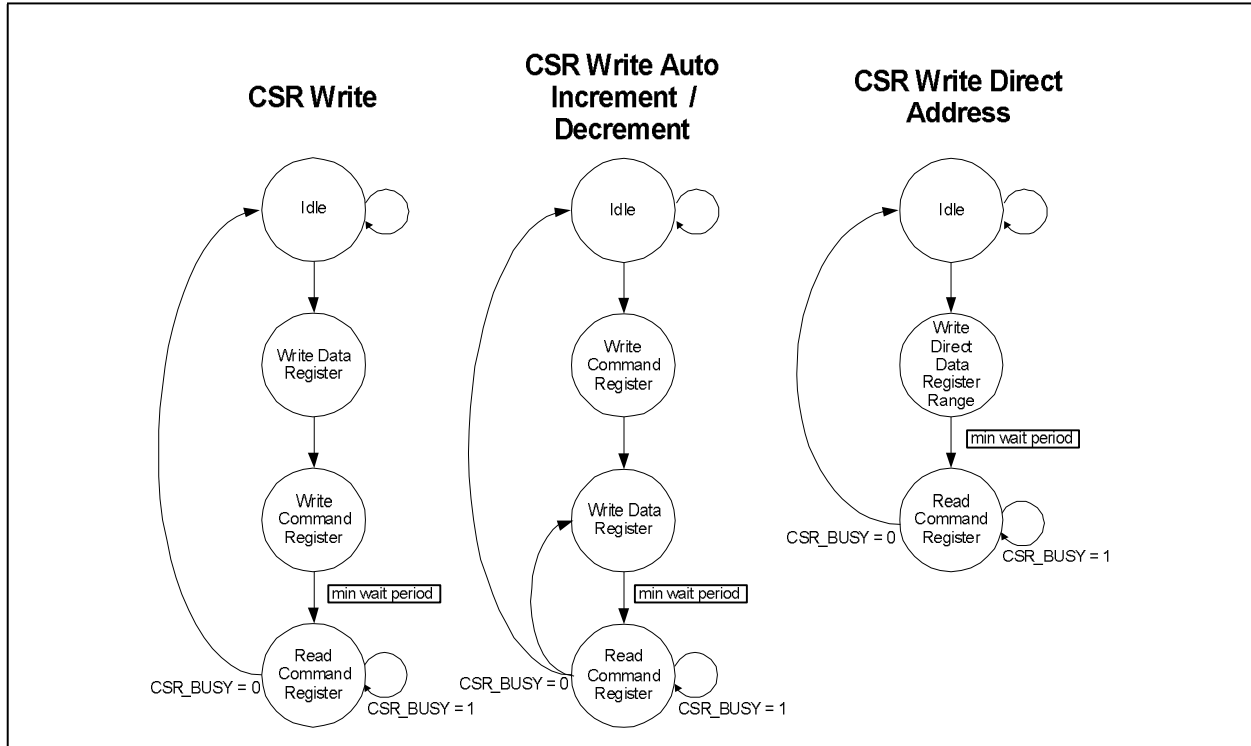 CSR Write
Idle
Write Data
Register
Write
Command
Register
min wait period
Read
Command
Register
CSR_BUSY = 0
CSR_BUSY = 1
CSR Write Auto
Increment /
Decrement
Idle
Write
Command
Register
Write Data
Register
min wait period
Read
Command
Register
CSR_BUSY = 0
CSR_BUSY = 1
CSR Write Direct
Address
Idle
Write
Direct
Data
Register
Range
min wait period
Read
Command
Register
CSR_BUSY = 0
CSR_BUSY = 1